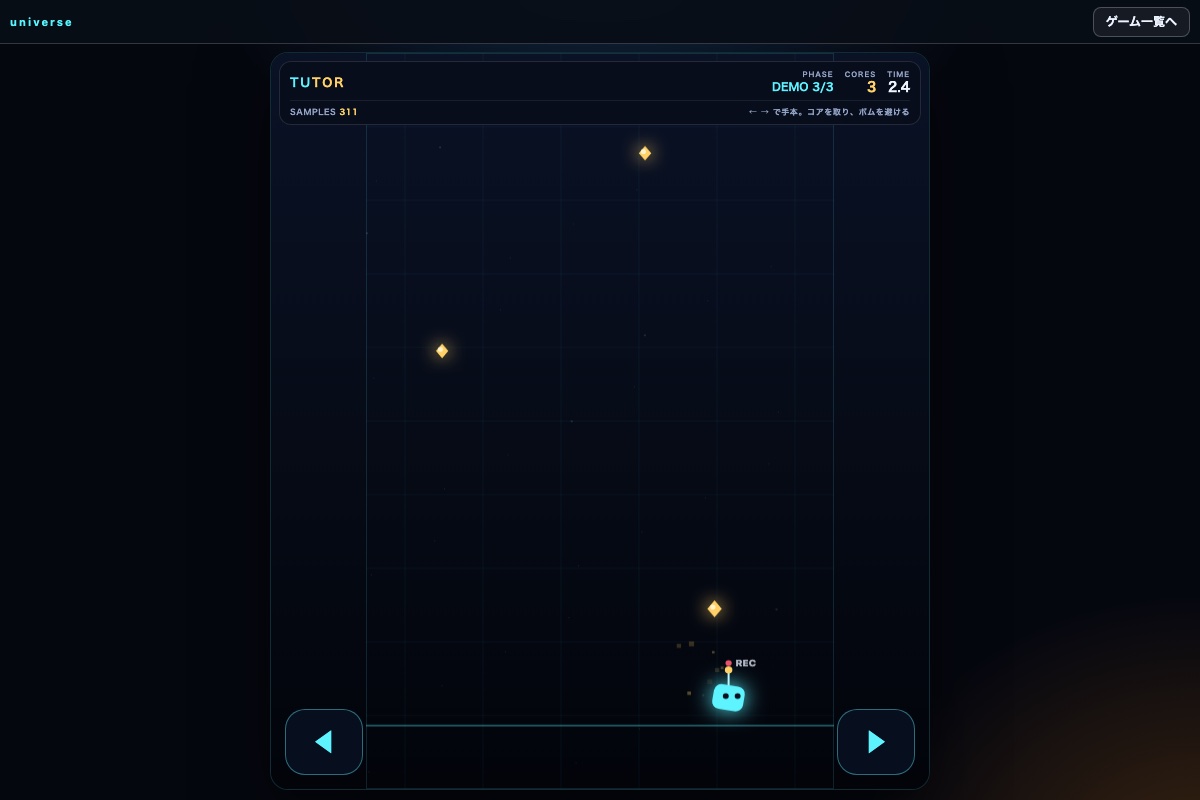 universe
ゲーム一覧へ
TUTOR
PHASE CORES TIME
DEMO 3/3 3 2.4
SAMPLES 311
← → で手本。コアを取り、ボムを避ける
REC